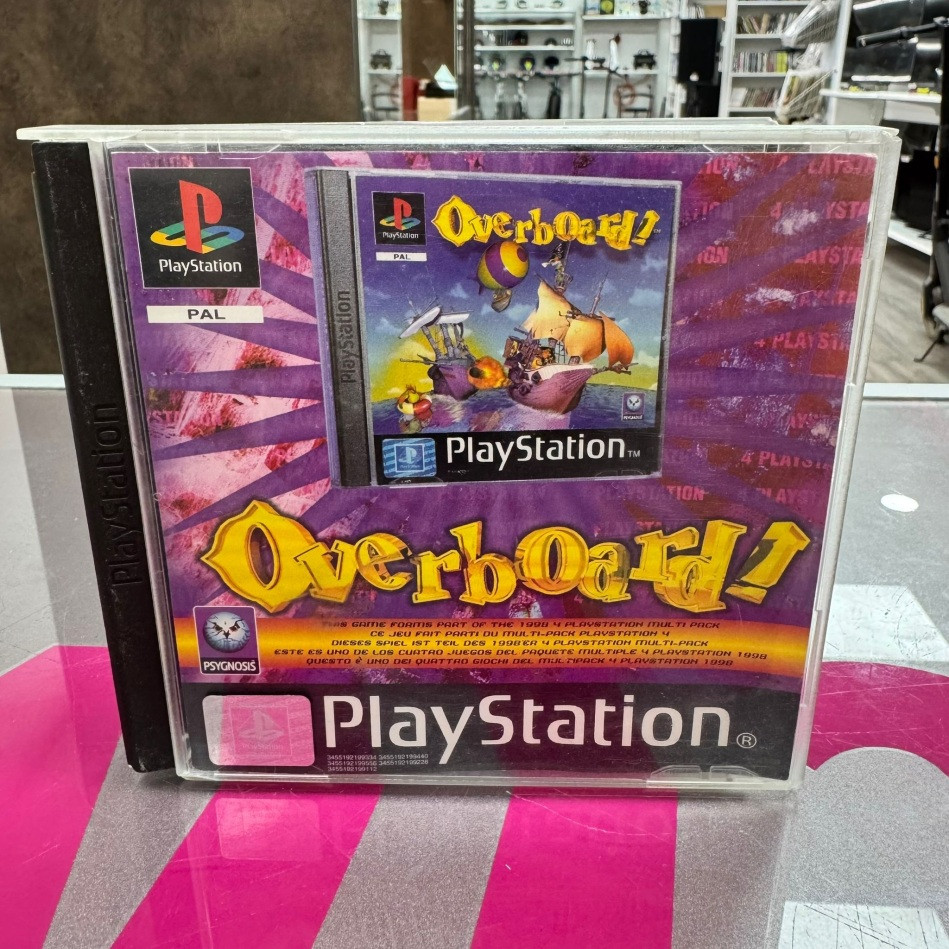 PlayStation
PAL
PlayStation
PAL
Overboard!
PlayStation
PSYGNOSIS
PlayStation™
PlayStation
Overboard!
PSYGNOSIS
THIS GAME FORMS PART OF THE 1998 4 PLAYSTATION MULTI PACK
CE JEU FAIT PARTI DU MULTI-PACK PLAYSTATION 4
DIESES SPIEL IST TEIL DES 1998ER 4 PLAYSTATION MULTI-PACK
ESTE ES UNO DE LOS CUATRO JUEGOS DEL PAQUETE MULTIPLE 4 PLAYSTATION 1998
QUESTO È UNO DEI QUATTRO GIOCHI DEL MULTIPACK 4 PLAYSTATION 1998
PlayStation®